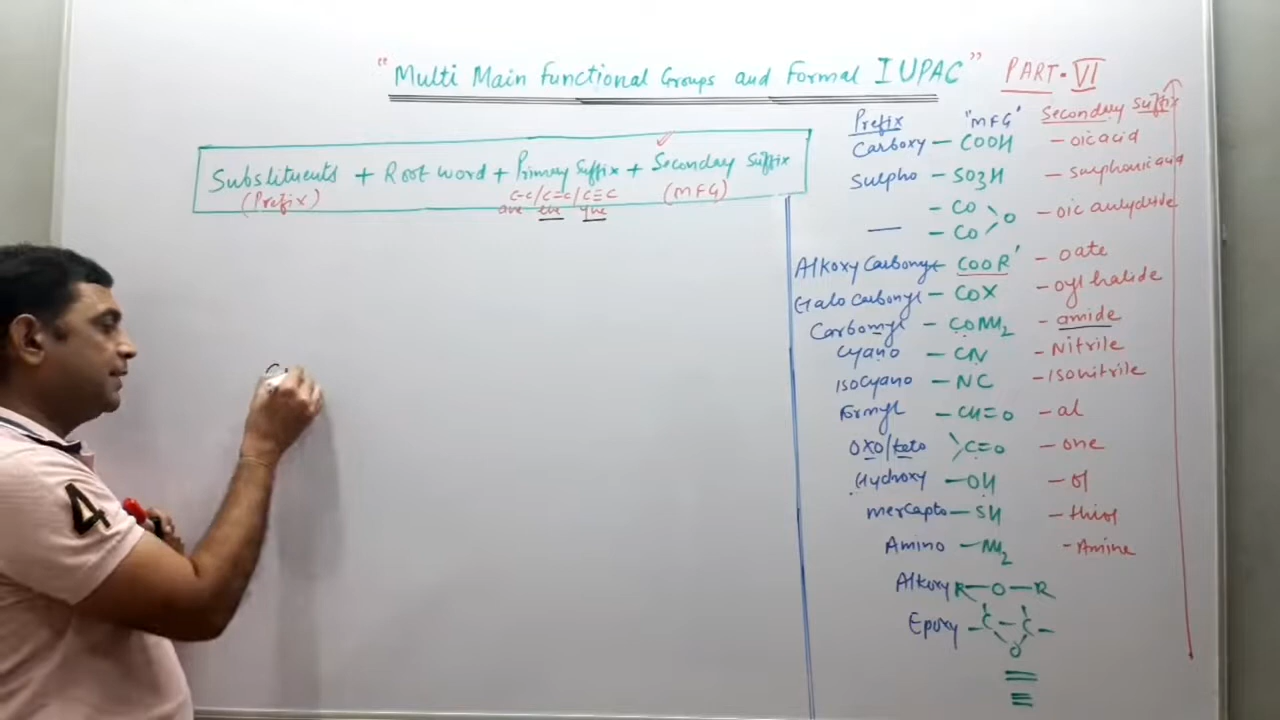 "Multi Main Functional Groups and Formal IUPAC" PART-VI
Substituents + Root word + Primary Suffix + Secondary Suffix
(Prefix) C-C/C=C/C≡C (MFG)
ane ene yne
Prefix "MFG" Secondary Suffix
Carboxy - COOH - oic acid
Sulpho - SO3H - sulphonic acid
- CO
— O - oic anhydride
- CO
Alkoxy Carbonyl - COOR' - oate
Halo Carbonyl - COX - oyl halide
Carbomyl - CONH2 - amide
Cyano - CN - Nitrile
IsoCyano - NC - Isonitrile
Formyl - CH=O - al
OXO/keto >C=O - one
Hydroxy - OH - ol
Mercapto - SH - thiol
Amino - NH2 - Amine
Alkoxy R-O-R
Epoxy - C - C -
O
4